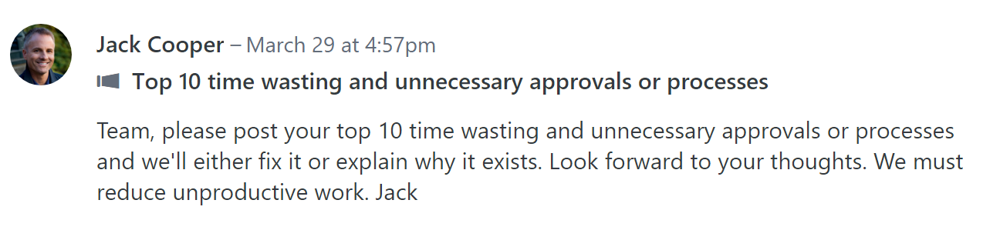 Jack Cooper – March 29 at 4:57pm
Top 10 time wasting and unnecessary approvals or processes
Team, please post your top 10 time wasting and unnecessary approvals or processes
and we'll either fix it or explain why it exists. Look forward to your thoughts. We must
reduce unproductive work. Jack